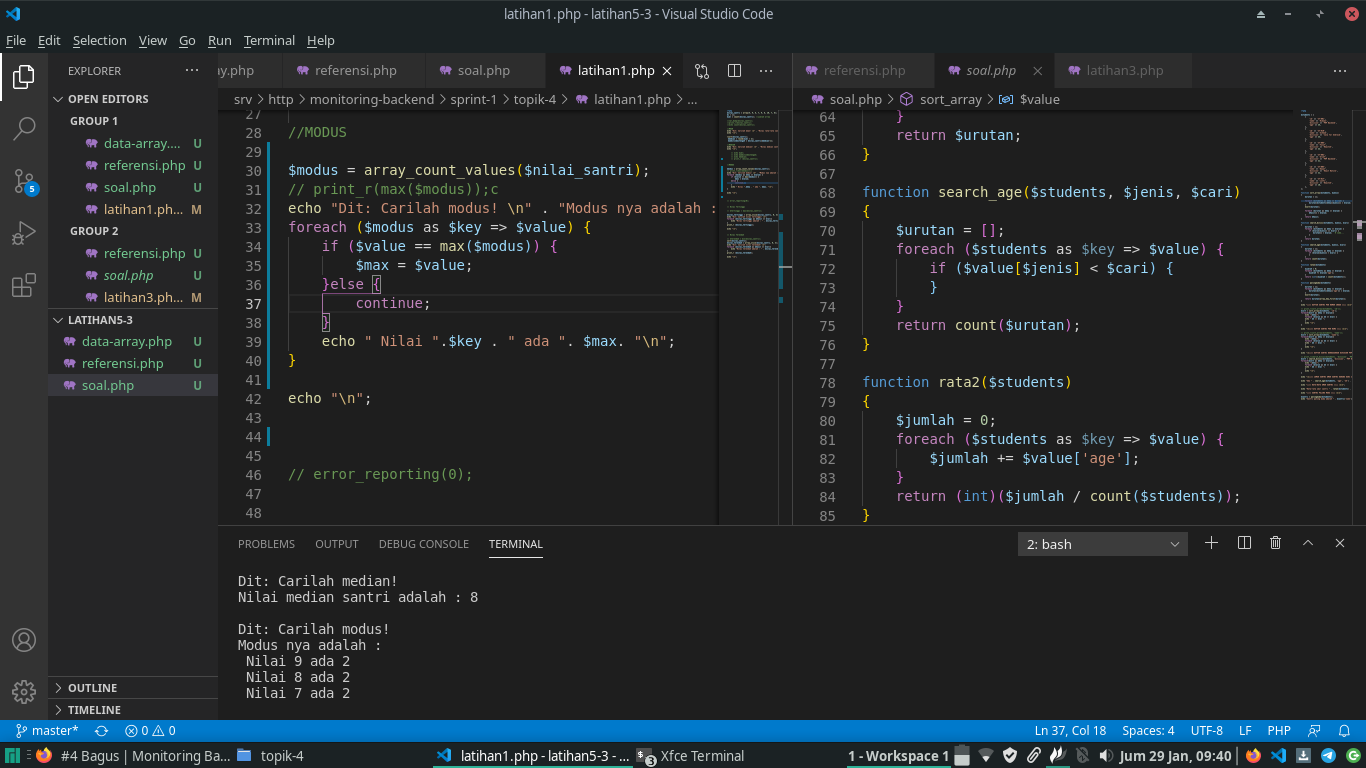 latihan1.php - latihan5-3 - Visual Studio Code
File Edit Selection View Go Run Terminal Help
EXPLORER
OPEN EDITORS
GROUP 1
data-array.... U
referensi.php U
soal.php U
latihan1.ph... M
GROUP 2
referensi.php U
soal.php U
latihan3.ph... M
LATIHAN5-3
data-array.php U
referensi.php U
soal.php U
OUTLINE
TIMELINE
ay.php referensi.php soal.php latihan1.php
srv > http > monitoring-backend > sprint-1 > topik-4 > latihan1.php > ...
27
28 //MODUS
29
30 $modus = array_count_values($nilai_santri);
31 // print_r(max($modus));c
32 echo "Dit: Carilah modus! \n" . "Modus nya adalah :
33 foreach ($modus as $key => $value) {
34 if ($value == max($modus)) {
35 $max = $value;
36 }else {
37 continue;
38 }
39 echo " Nilai ".$key . " ada ". $max. "\n";
40 }
41
42 echo "\n";
43
44
45
46 // error_reporting(0);
47
48
referensi.php soal.php latihan3.php
soal.php > sort_array > $value
64 }
65 return $urutan;
66 }
67
68 function search_age($students, $jenis, $cari)
69 {
70 $urutan = [];
71 foreach ($students as $key => $value) {
72 if ($value[$jenis] < $cari) {
73 }
74 }
75 return count($urutan);
76 }
77
78 function rata2($students)
79 {
80 $jumlah = 0;
81 foreach ($students as $key => $value) {
82 $jumlah += $value['age'];
83 }
84 return (int)($jumlah / count($students));
85 }
PROBLEMS OUTPUT DEBUG CONSOLE TERMINAL
2: bash
Dit: Carilah median!
Nilai median santri adalah : 8
Dit: Carilah modus!
Modus nya adalah :
Nilai 9 ada 2
Nilai 8 ada 2
Nilai 7 ada 2
5
master* 0 0
Ln 37, Col 18 Spaces: 4 UTF-8 LF PHP
#4 Bagus | Monitoring Ba... topik-4 latihan1.php - latihan5-3 - ... 3 Xfce Terminal 1 - Workspace 1 Jum 29 Jan, 09:40